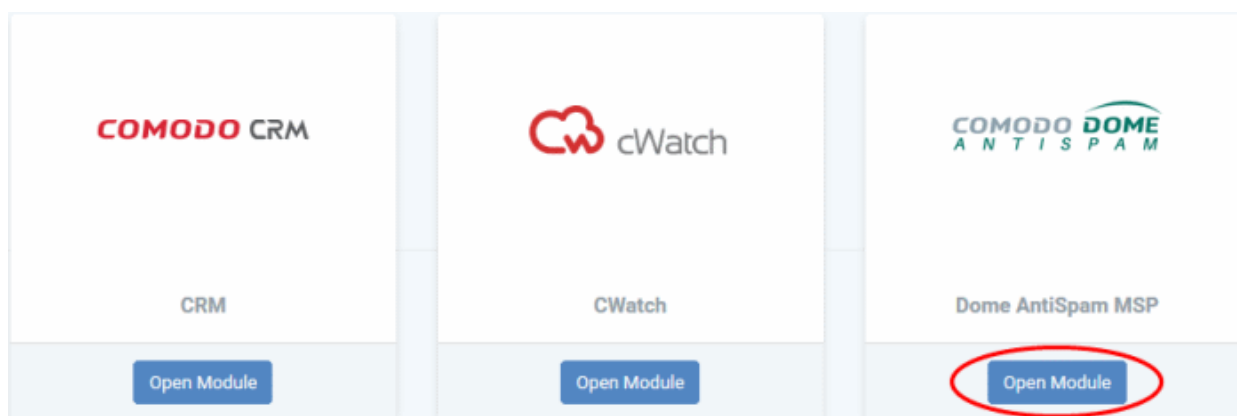 COMODO CRM
cWatch
COMODO DOME
ANTISPAM
CRM
CWatch
Dome AntiSpam MSP
Open Module
Open Module
Open Module